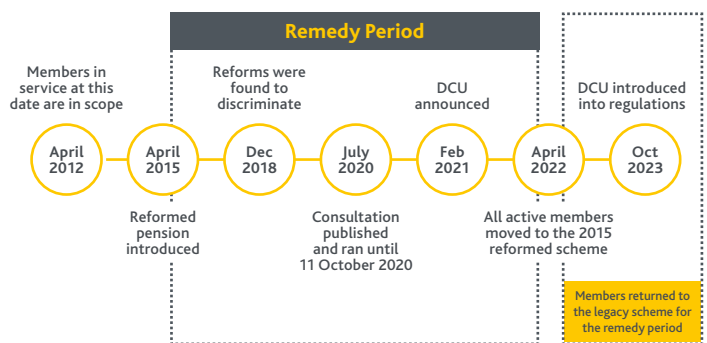 Remedy Period
Members in
service at this
date are in scope
Reforms were
found to
discriminate
DCU
announced
DCU introduced
into regulations
April
2012
April
2015
Dec
2018
July
2020
Feb
2021
April
2022
Oct
2023
Reformed
pension
introduced
Consultation
published
and ran until
11 October 2020
All active members
moved to the 2015
reformed scheme
Members returned to
the legacy scheme for
the remedy period